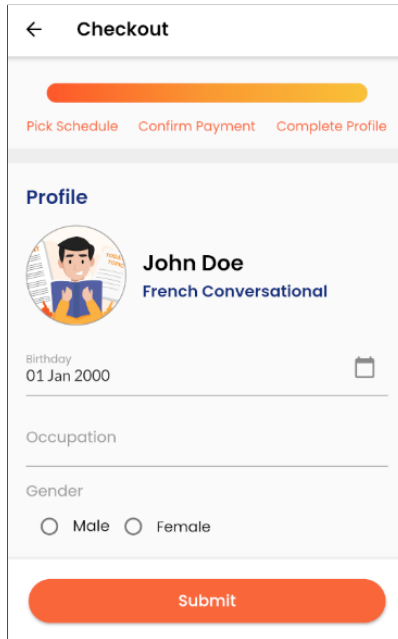 Checkout
Pick Schedule Confirm Payment Complete Profile
Profile
John Doe
French Conversational
Birthday
01 Jan 2000
Occupation
Gender
Male Female
Submit